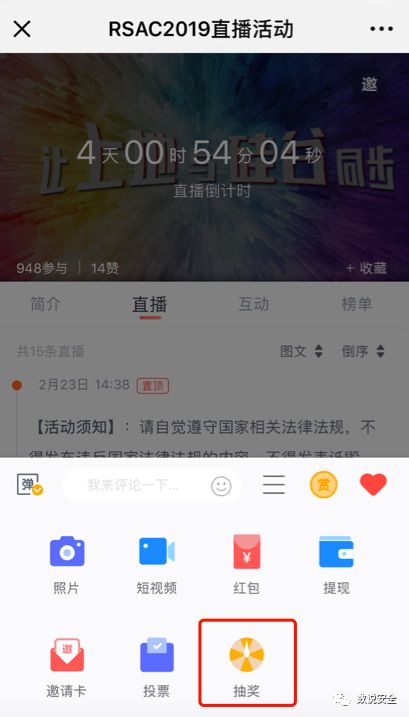 RSAC2019直播活动
邀
让上地与硅谷同步
4天00时54分04秒
直播倒计时
948参与 | 14赞
+ 收藏
简介 直播 互动 榜单
共15条直播 图文 倒序
2月23日 14:38 置顶
【活动须知】：请自觉遵守国家相关法律法规，不
得发布违反国家法律法规的内容，不得发表诋毁
弹 我来评论一下... 赏
照片 短视频 红包 提现
邀
邀请卡 投票 抽奖
数说安全